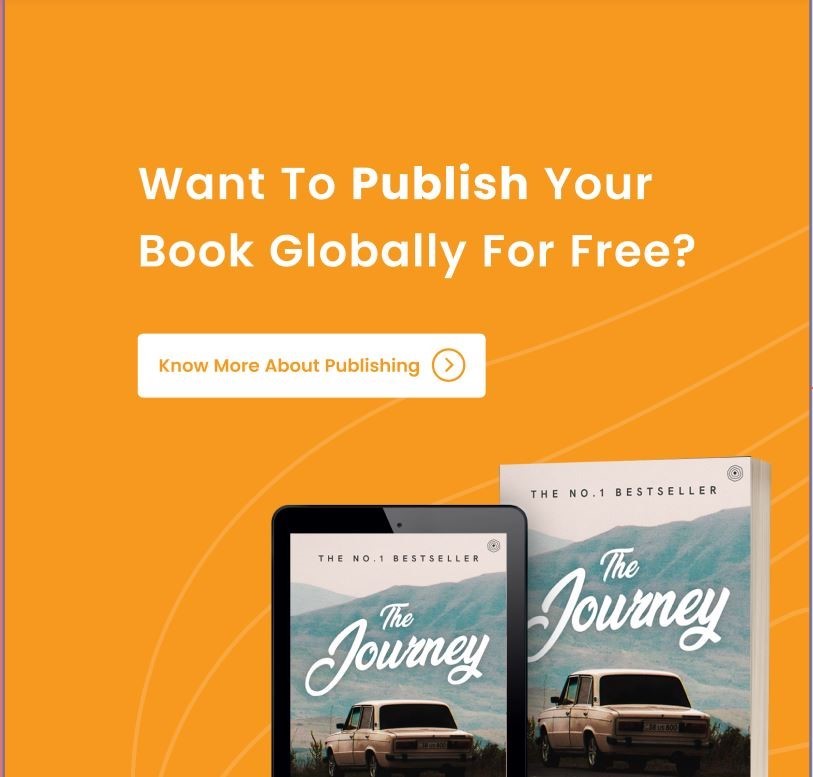 Want To Publish Your
Book Globally For Free?
Know More About Publishing
THE NO.1 BESTSELLER
The
Journey
THE NO.1 BESTSELLER
The
Journey